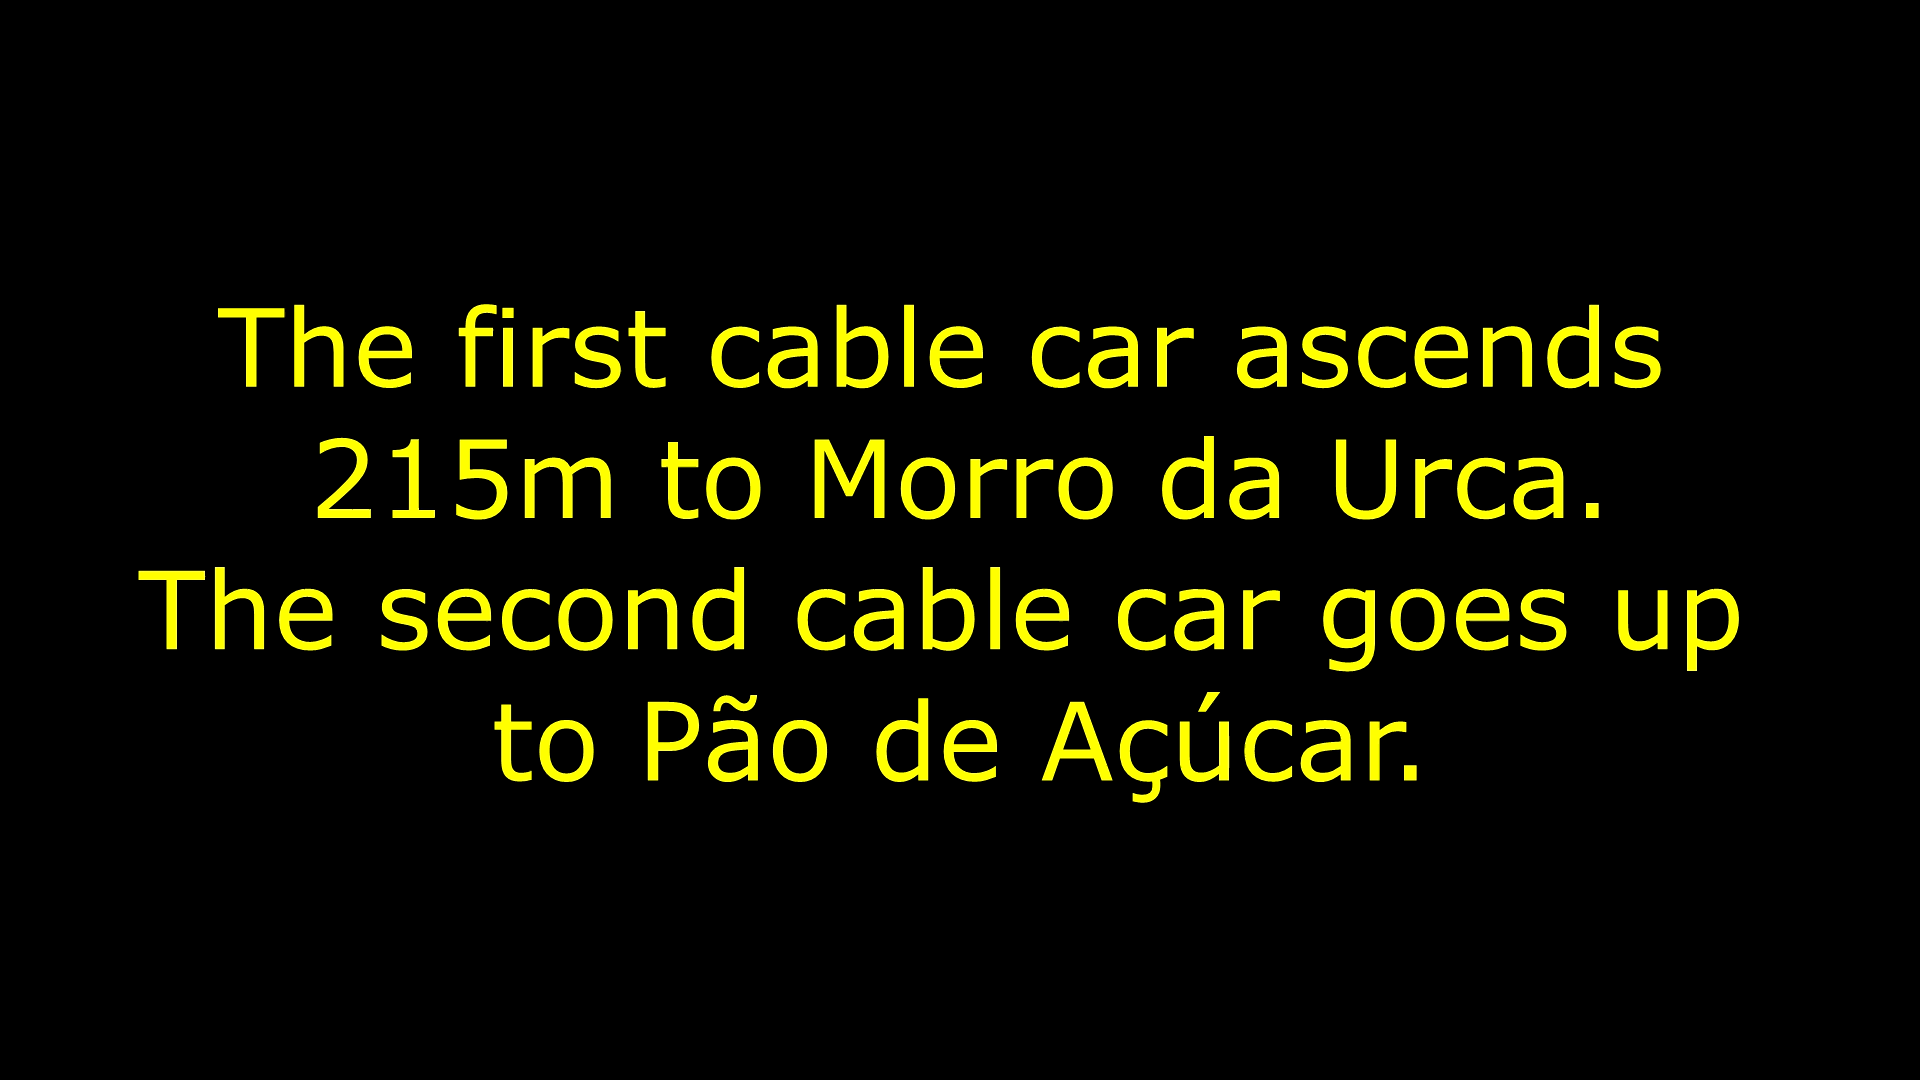 The first cable car ascends
215m to Morro da Urca.
The second cable car goes up
to Pão de Açúcar.